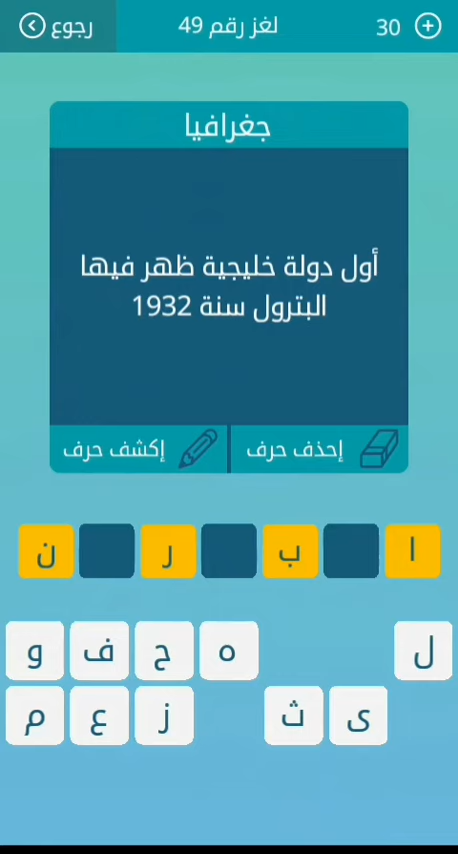 رجوع
لغز رقم 49
30
جغرافيا
أول دولة خليجية ظهر فيها
البترول سنة 1932
إحذف حرف
إكشف حرف
ا ب ر ن
ل ه ح ف و
ى ث ز ع م